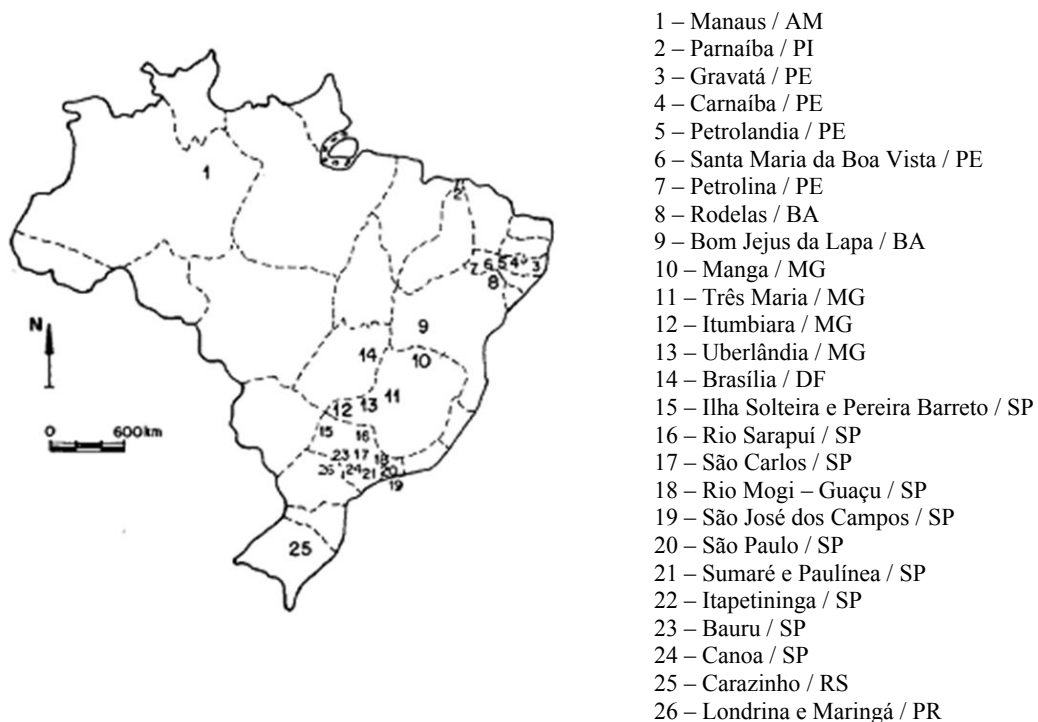 1
2
7 6 5 4 3
8
N
9
14
10
11
12 13
15 16
0 600km
23 17 18
26 24 21 20
19
25
1 – Manaus / AM
2 – Parnaíba / PI
3 – Gravatá / PE
4 – Carnaíba / PE
5 – Petrolandia / PE
6 – Santa Maria da Boa Vista / PE
7 – Petrolina / PE
8 – Rodelas / BA
9 – Bom Jejus da Lapa / BA
10 – Manga / MG
11 – Três Maria / MG
12 – Itumbiara / MG
13 – Uberlândia / MG
14 – Brasília / DF
15 – Ilha Solteira e Pereira Barreto / SP
16 – Rio Sarapuí / SP
17 – São Carlos / SP
18 – Rio Mogi – Guaçu / SP
19 – São José dos Campos / SP
20 – São Paulo / SP
21 – Sumaré e Paulínea / SP
22 – Itapetininga / SP
23 – Bauru / SP
24 – Canoa / SP
25 – Carazinho / RS
26 – Londrina e Maringá / PR